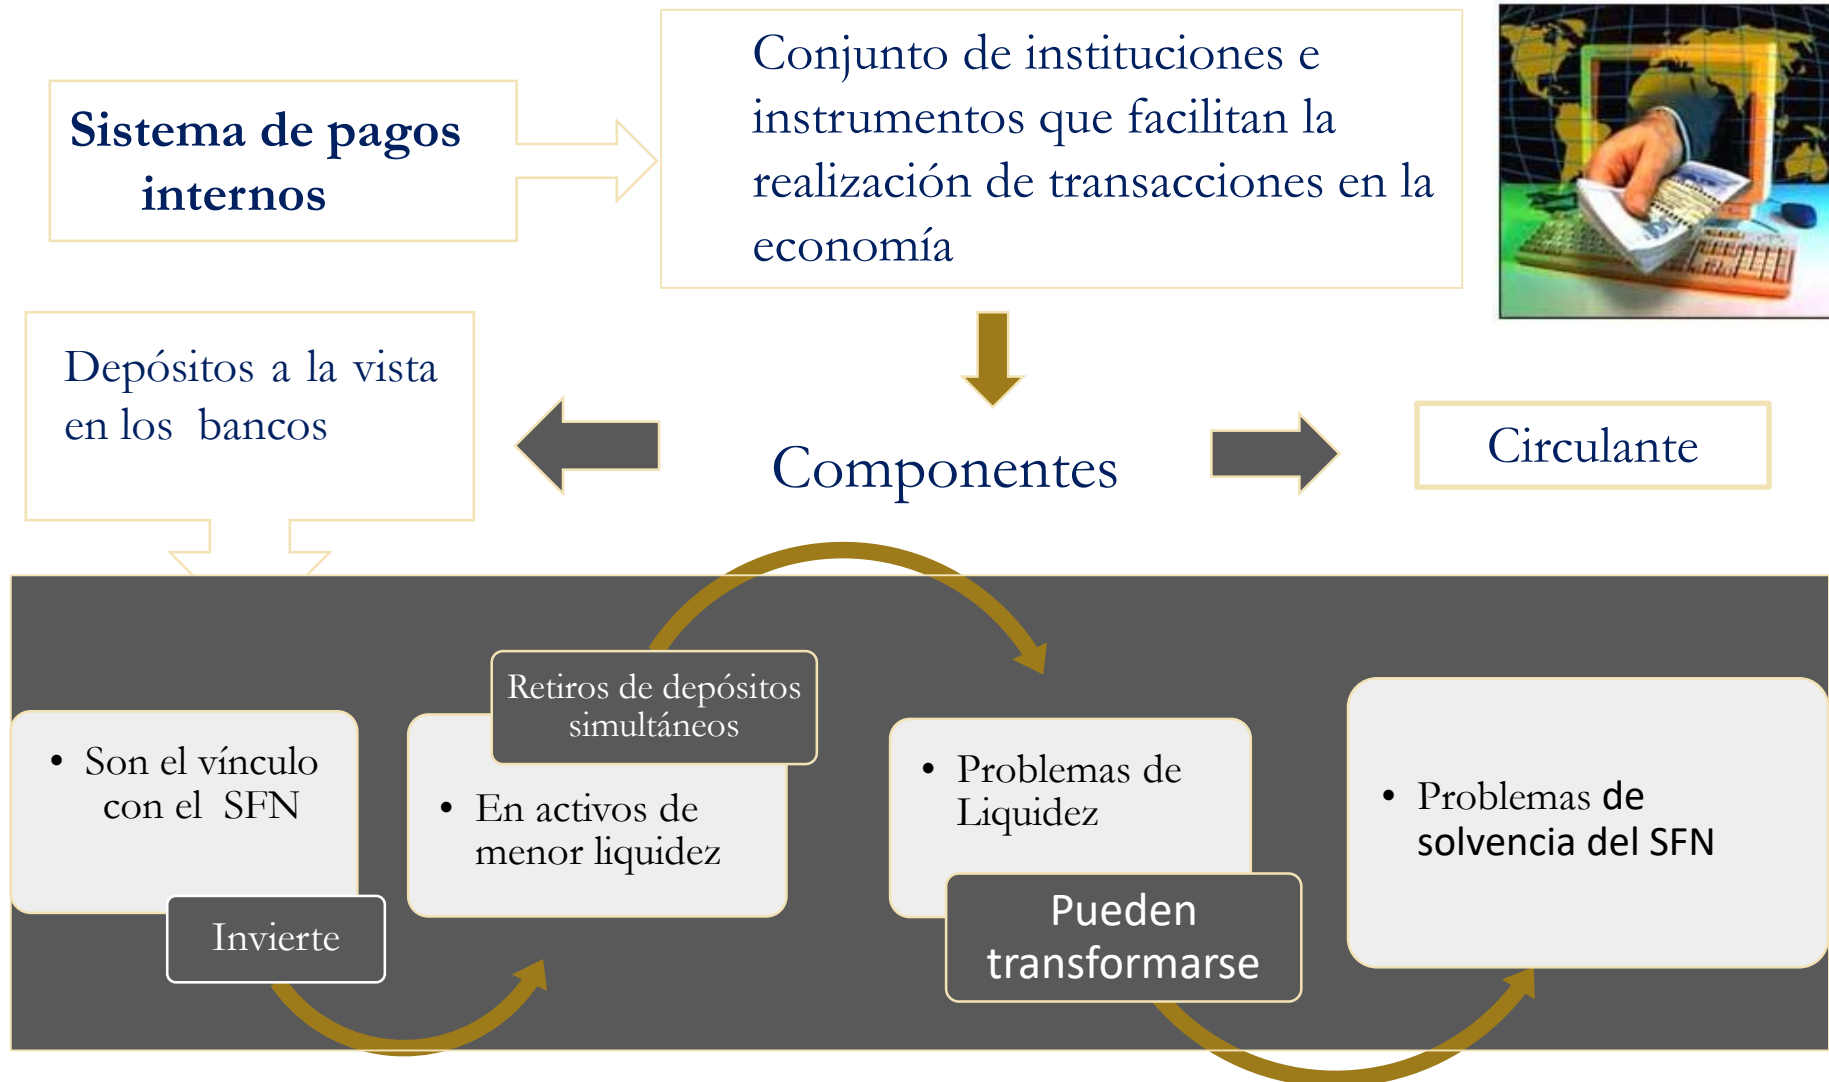 Sistema de pagos
internos
Conjunto de instituciones e
instrumentos que facilitan la
realización de transacciones en la
economía
Depósitos a la vista
en los bancos
Componentes
Circulante
• Son el vínculo
con el SFN
Invierte
Retiros de depósitos
simultáneos
• En activos de
menor liquidez
• Problemas de
Liquidez
Pueden
transformarse
• Problemas de
solvencia del SFN